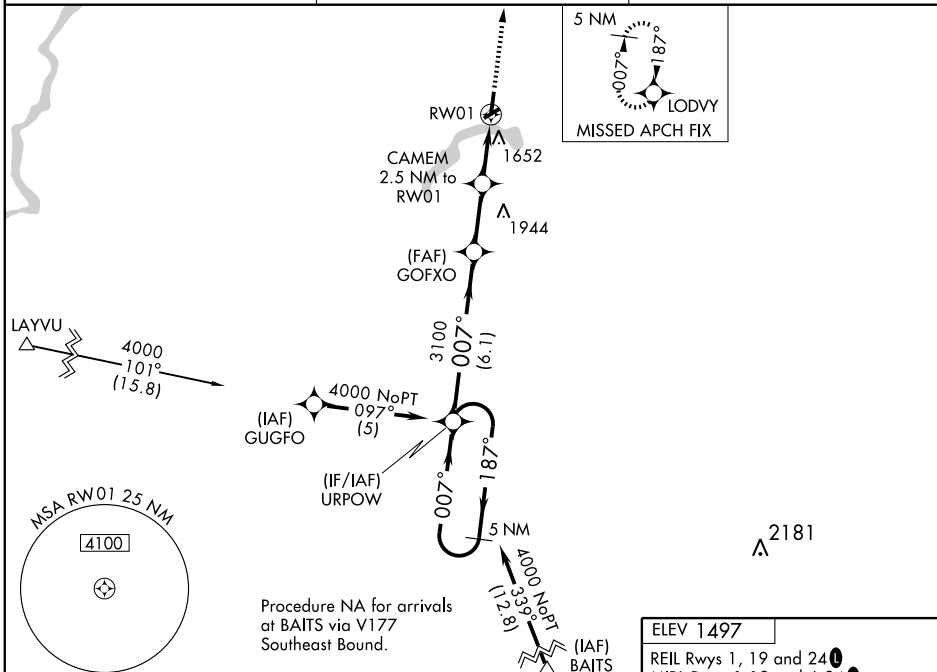 5 NM
007°
187°
LODVY
MISSED APCH FIX
RW01
1652
CAMEM
2.5 NM to
RW01
1944
(FAF)
GOFXO
3100
007°
(6.1)
LAYVU
4000
101°
(15.8)
4000 NoPT
097°
(5)
(IAF)
GUGFO
(IF/IAF)
URPOW
007°
187°
5 NM
4000 NoPT
339°
(12.8)
(IAF)
BAITS
2181
MSA RW01 25 NM
4100
Procedure NA for arrivals
at BAITS via V177
Southeast Bound.
ELEV 1497
REIL Rwys 1, 19 and 24 L